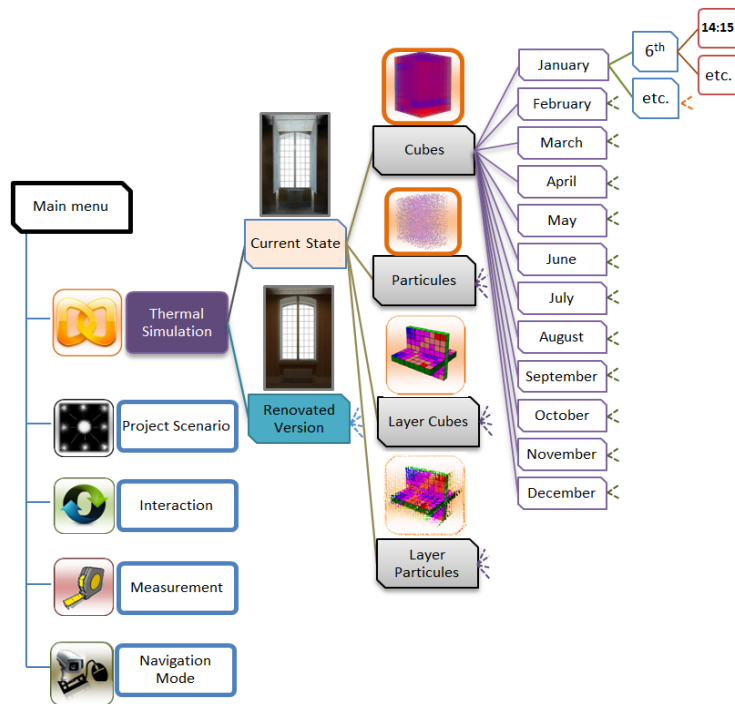 Main menu
Thermal
Simulation
Project Scenario
Interaction
Measurement
Navigation
Mode
Current State
Renovated
Version
Cubes
Particules
Layer Cubes
Layer
Particules
January
February
March
April
May
June
July
August
September
October
November
December
6th
etc.
14:15
etc.